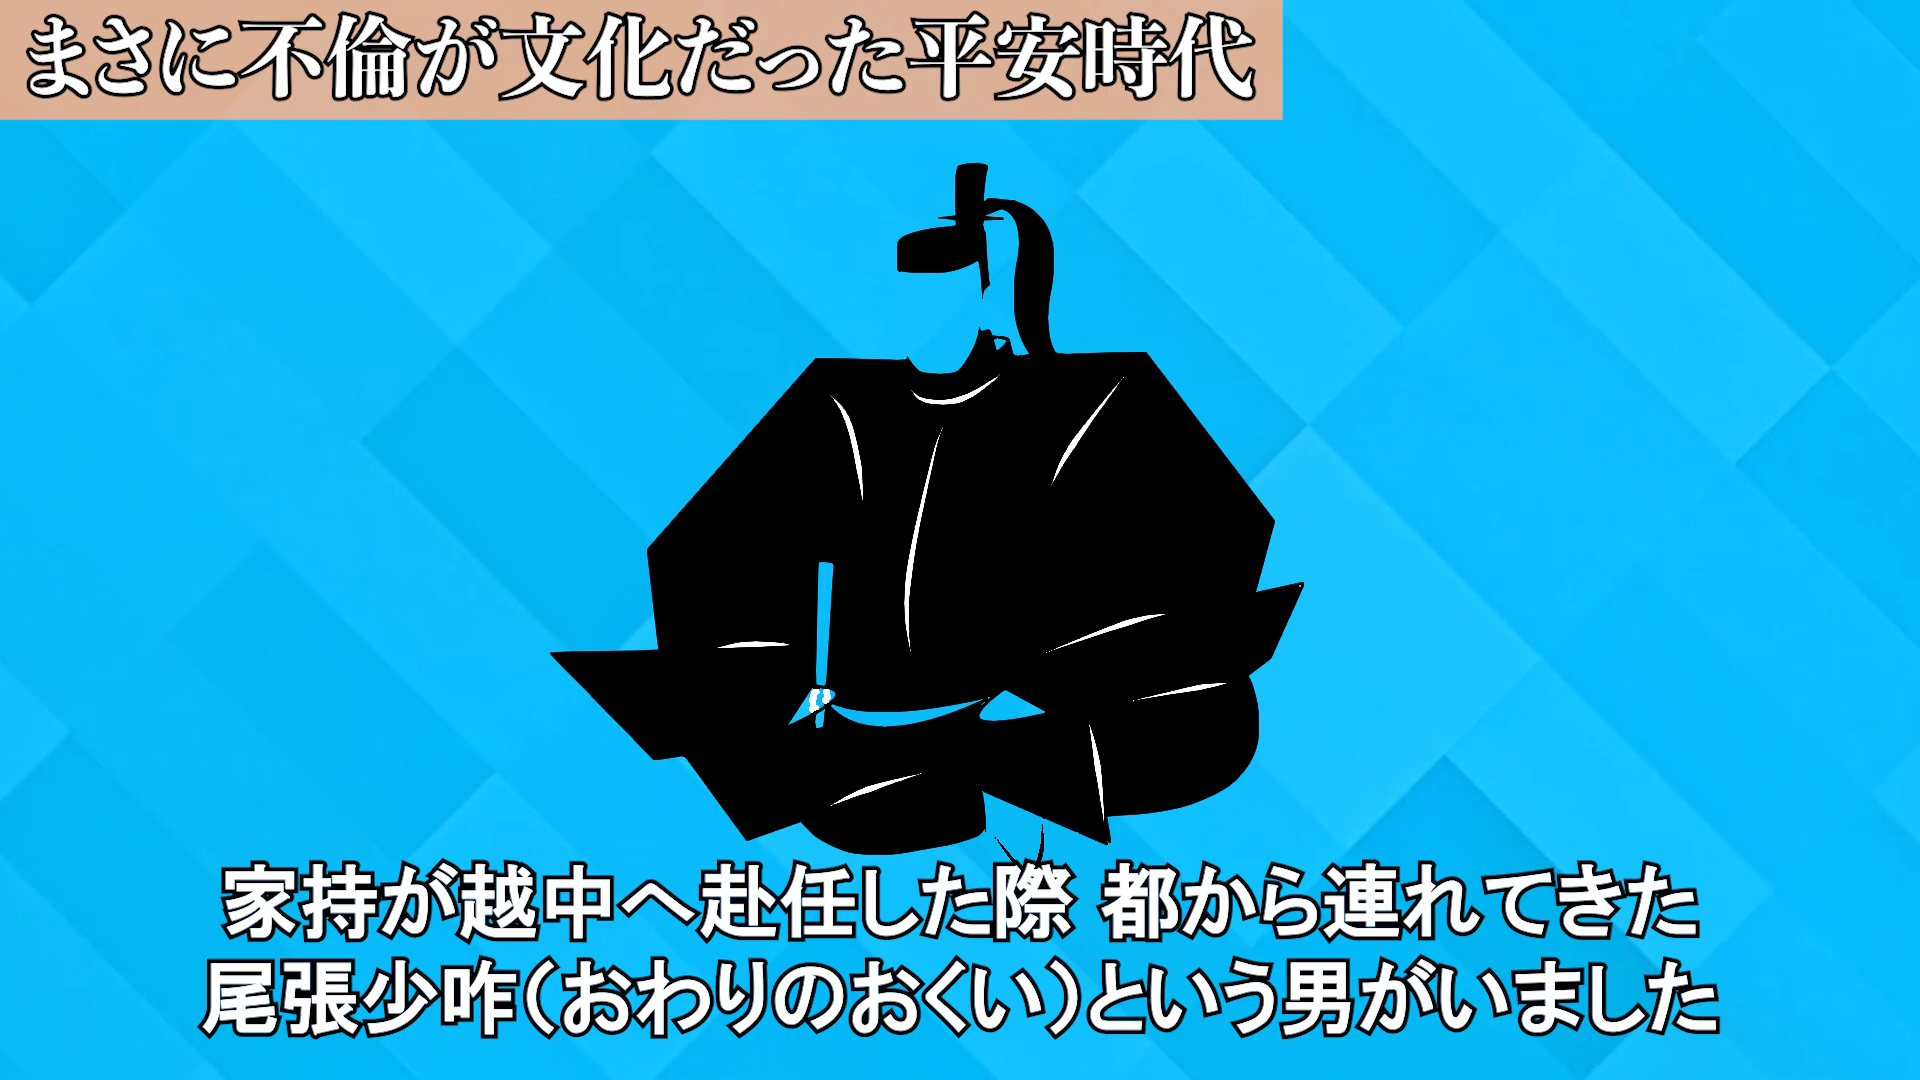 まさに不倫が文化だった平安時代
家持が越中へ赴任した際 都から連れてきた
尾張少咋(おわりのおくい)という男がいました